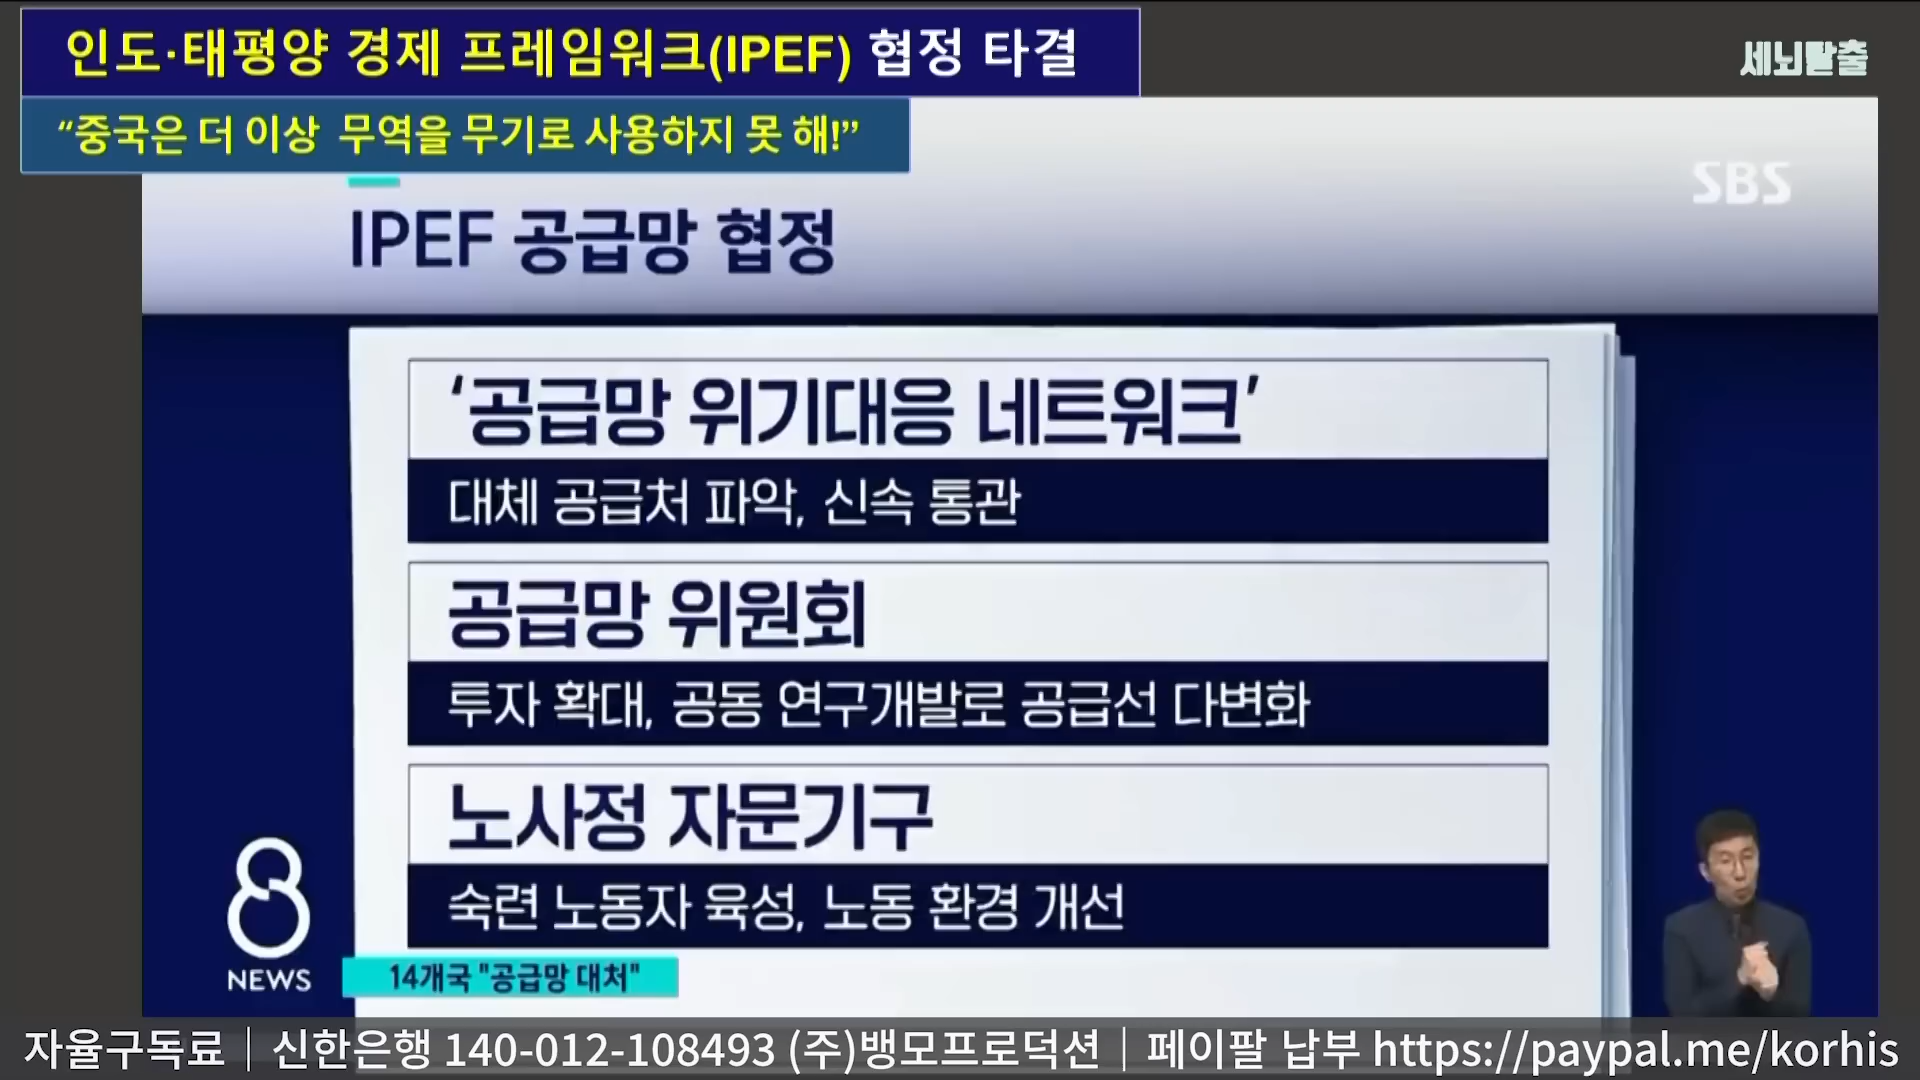 인도·태평양 경제 프레임워크(IPEF) 협정 타결
세뇌탈출
“중국은 더 이상 무역을 무기로 사용하지 못 해!”
SBS
IPEF 공급망 협정
‘공급망 위기대응 네트워크’
대체 공급처 파악, 신속 통관
공급망 위원회
투자 확대, 공동 연구개발로 공급선 다변화
노사정 자문기구
숙련 노동자 육성, 노동 환경 개선
8
NEWS
14개국 "공급망 대처"
자율구독료│신한은행 140-012-108493 (주)뱅모프로덕션│페이팔 납부 https://paypal.me/korhis